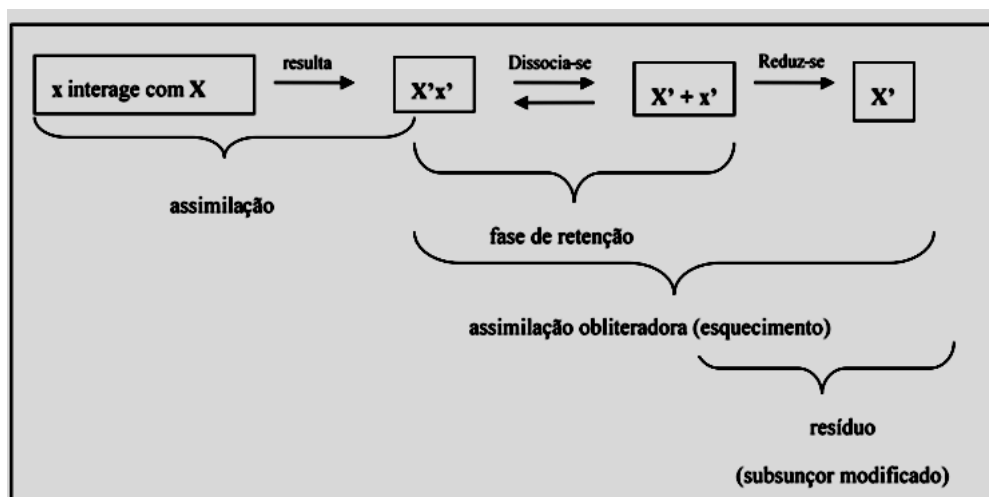 x interage com X
resulta
X’x’
Dissocia-se
X’ + x’
Reduz-se
X’
assimilação
fase de retenção
assimilação obliteradora (esquecimento)
resíduo
(subsunçor modificado)